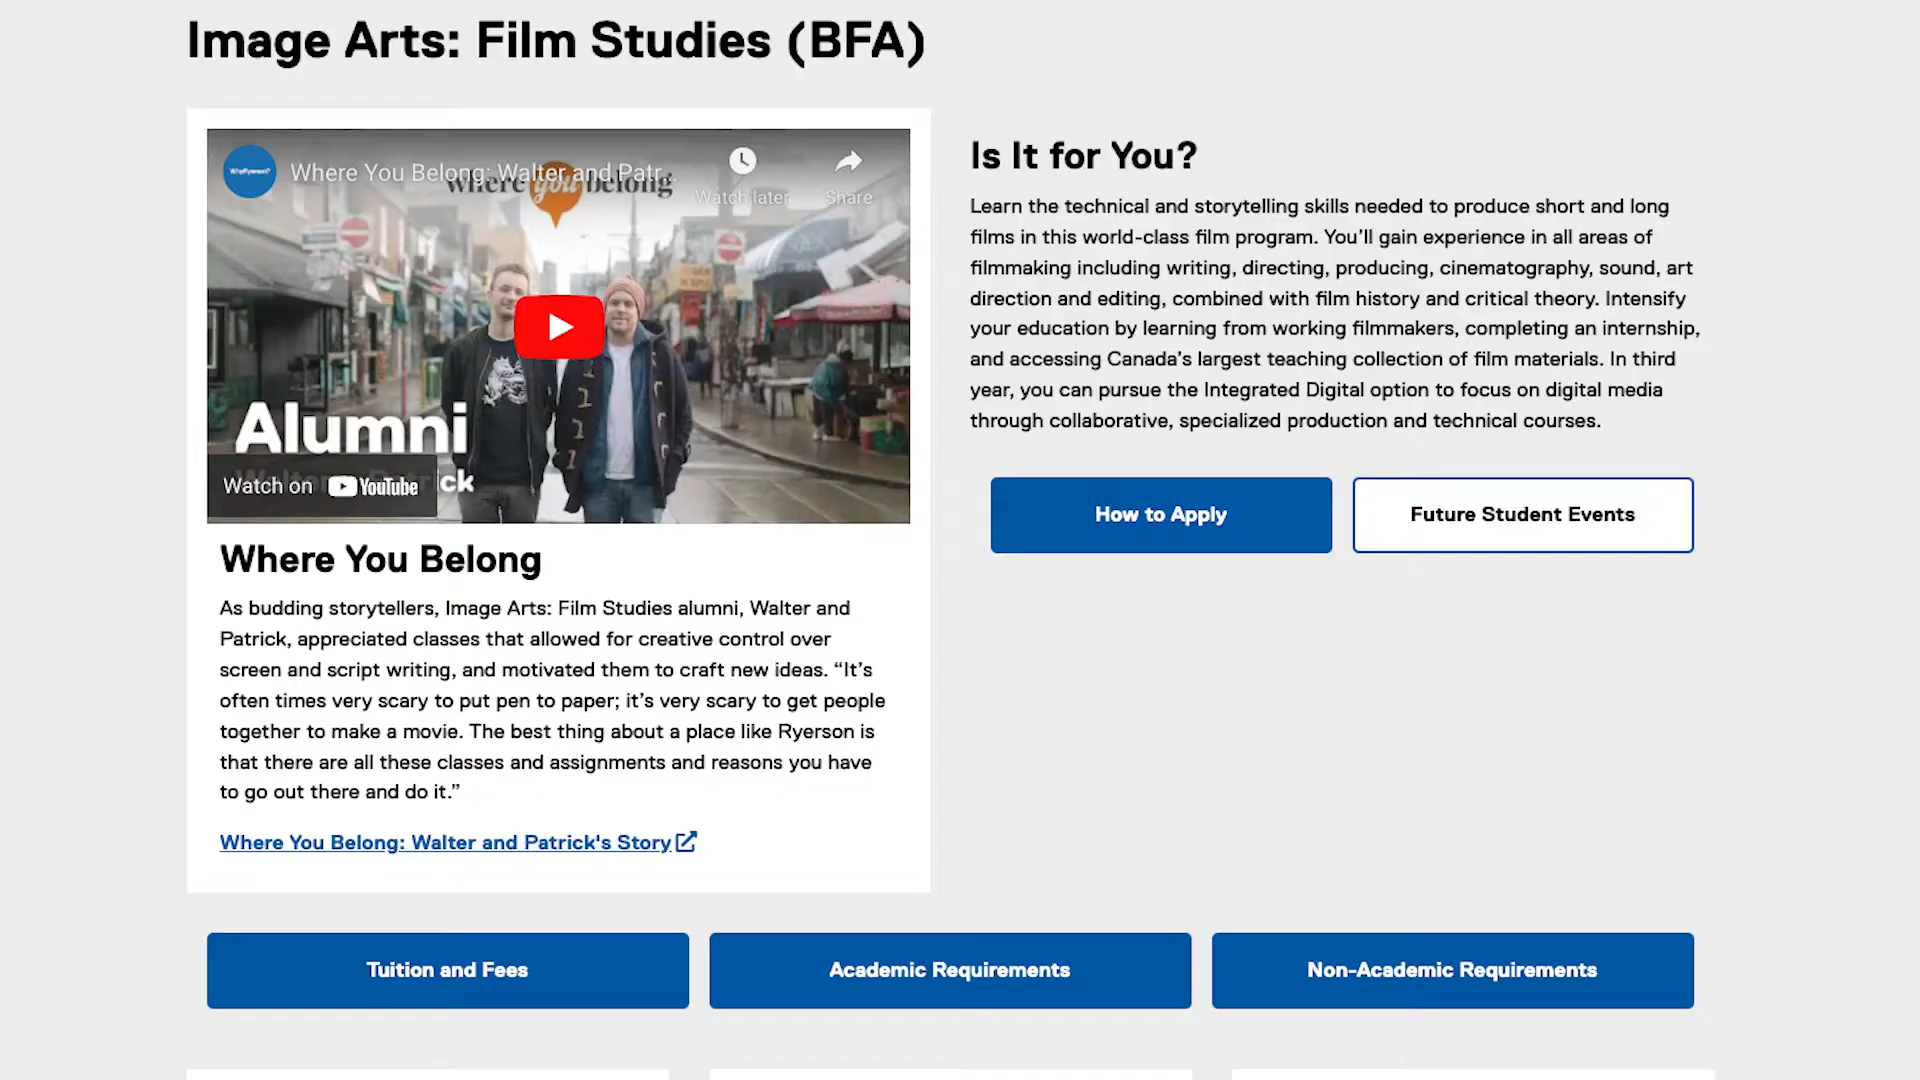 Image Arts: Film Studies (BFA)
WhyRyerson?
Where You Belong: Walter and Patr...
where you belong
Watch later
Share
Alumni
Watch on YouTube
ck
Where You Belong
As budding storytellers, Image Arts: Film Studies alumni, Walter and
Patrick, appreciated classes that allowed for creative control over
screen and script writing, and motivated them to craft new ideas. “It’s
often times very scary to put pen to paper; it’s very scary to get people
together to make a movie. The best thing about a place like Ryerson is
that there are all these classes and assignments and reasons you have
to go out there and do it.”
Where You Belong: Walter and Patrick's Story
Is It for You?
Learn the technical and storytelling skills needed to produce short and long
films in this world-class film program. You’ll gain experience in all areas of
filmmaking including writing, directing, producing, cinematography, sound, art
direction and editing, combined with film history and critical theory. Intensify
your education by learning from working filmmakers, completing an internship,
and accessing Canada’s largest teaching collection of film materials. In third
year, you can pursue the Integrated Digital option to focus on digital media
through collaborative, specialized production and technical courses.
How to Apply
Future Student Events
Tuition and Fees
Academic Requirements
Non-Academic Requirements